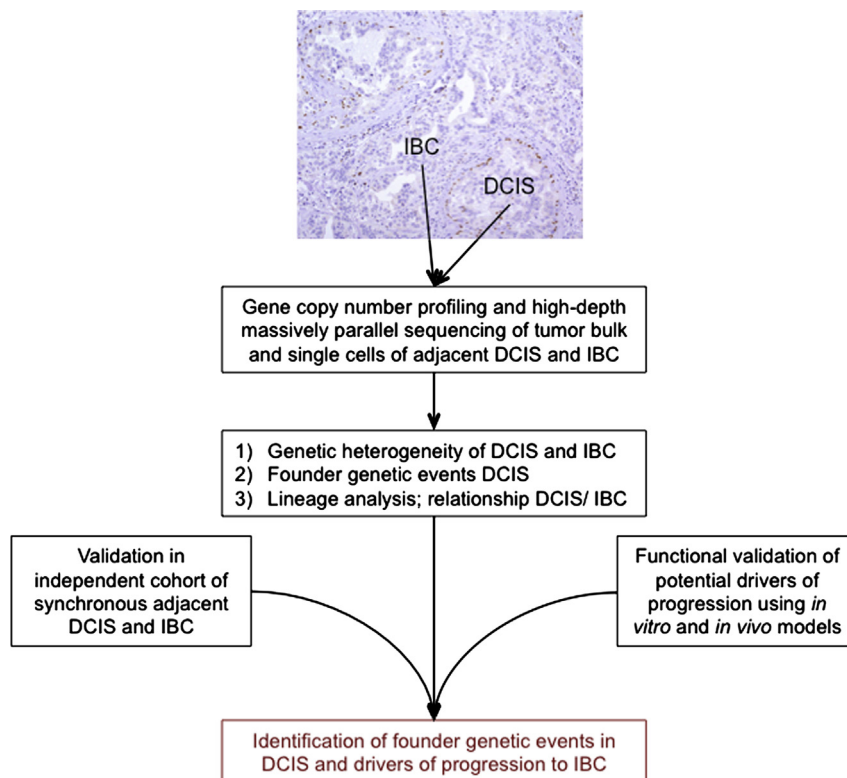 IBC
DCIS
Gene copy number profiling and high-depth
massively parallel sequencing of tumor bulk
and single cells of adjacent DCIS and IBC
1) Genetic heterogeneity of DCIS and IBC
2) Founder genetic events DCIS
3) Lineage analysis; relationship DCIS/ IBC
Validation in
independent cohort of
synchronous adjacent
DCIS and IBC
Functional validation of
potential drivers of
progression using in
vitro and in vivo models
Identification of founder genetic events in
DCIS and drivers of progression to IBC